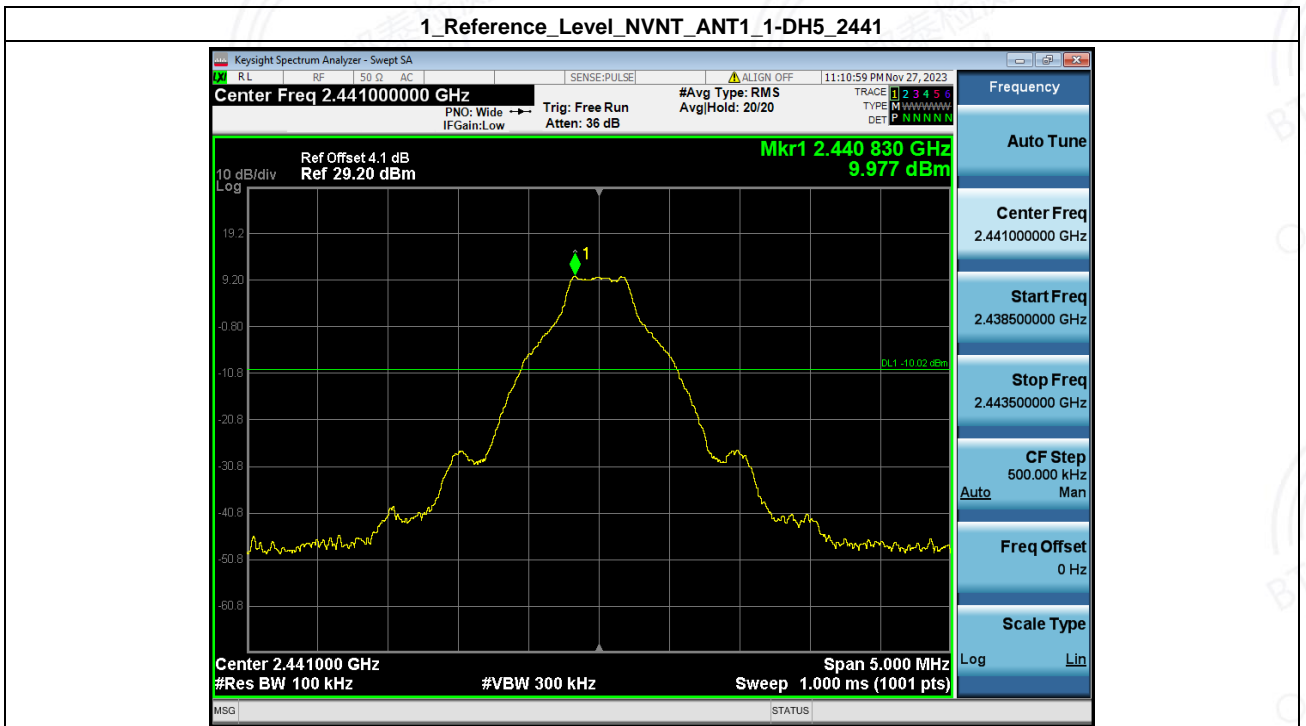 1_Reference_Level_NVNT_ANT1_1-DH5_2441
Keysight Spectrum Analyzer - Swept SA
LXI RL RF 50 Ω AC SENSE:PULSE ALIGN OFF 11:10:59 PM Nov 27, 2023
Center Freq 2.441000000 GHz
PNO: Wide
IFGain:Low
Trig: Free Run
Atten: 36 dB
#Avg Type: RMS
Avg|Hold: 20/20
TRACE 1 2 3 4 5 6
TYPE M WWWWW
DET P N N N N N
Frequency
Auto Tune
Center Freq
2.441000000 GHz
Start Freq
2.438500000 GHz
Stop Freq
2.443500000 GHz
CF Step
500.000 kHz
Auto Man
Freq Offset
0 Hz
Scale Type
Log Lin
Mkr1 2.440 830 GHz
9.977 dBm
Ref Offset 4.1 dB
10 dB/div Ref 29.20 dBm
Log
19.2
9.20
-0.80
-10.8
-20.8
-30.8
-40.8
-50.8
-60.8
1
DL1 -10.02 dBm
Center 2.441000 GHz Span 5.000 MHz
#Res BW 100 kHz #VBW 300 kHz Sweep 1.000 ms (1001 pts)
MSG STATUS